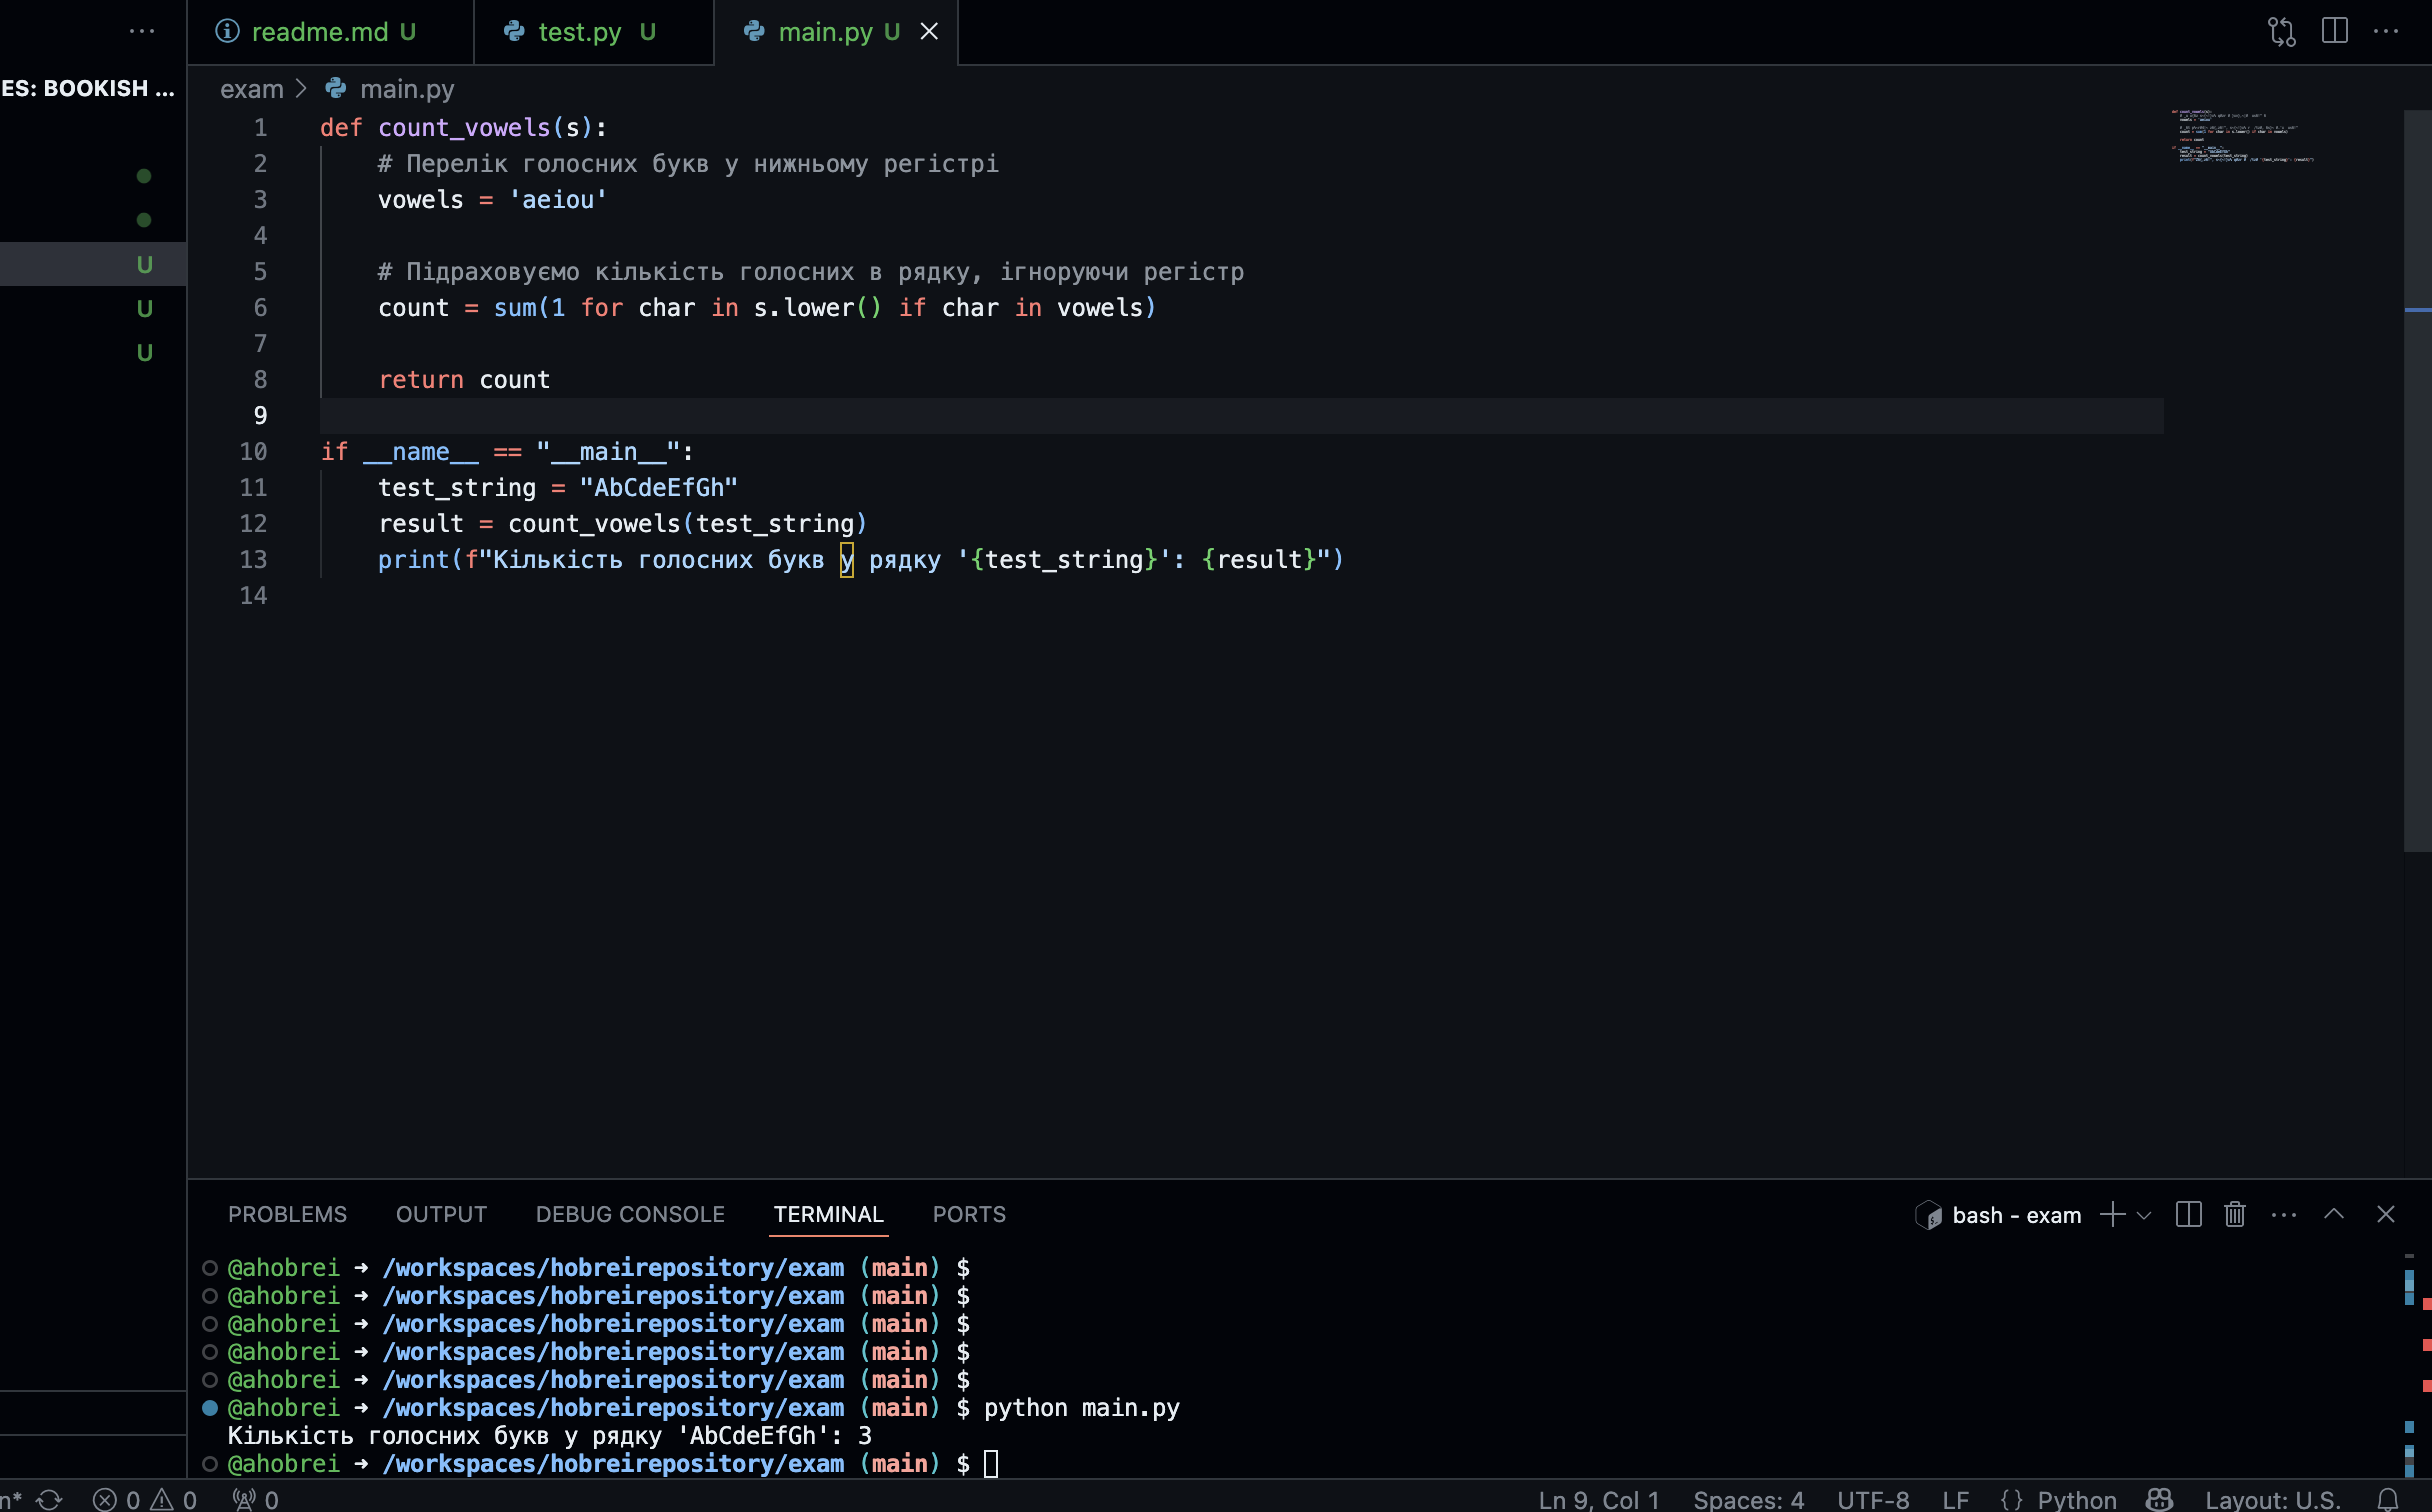 ES: BOOKISH ...
U
U
U
readme.md U
test.py U
main.py U
exam > main.py
1 def count_vowels(s):
2 # Перелік голосних букв у нижньому регістрі
3 vowels = 'aeiou'
4
5 # Підраховуємо кількість голосних в рядку, ігноруючи регістр
6 count = sum(1 for char in s.lower() if char in vowels)
7
8 return count
9
10 if __name__ == "__main__":
11 test_string = "AbCdeEfGh"
12 result = count_vowels(test_string)
13 print(f"Кількість голосних букв у рядку '{test_string}': {result}")
14
PROBLEMS OUTPUT DEBUG CONSOLE TERMINAL PORTS
bash - exam
@ahobrei ➜ /workspaces/hobreirepository/exam (main) $
@ahobrei ➜ /workspaces/hobreirepository/exam (main) $
@ahobrei ➜ /workspaces/hobreirepository/exam (main) $
@ahobrei ➜ /workspaces/hobreirepository/exam (main) $
@ahobrei ➜ /workspaces/hobreirepository/exam (main) $
@ahobrei ➜ /workspaces/hobreirepository/exam (main) $ python main.py
Кількість голосних букв у рядку 'AbCdeEfGh': 3
@ahobrei ➜ /workspaces/hobreirepository/exam (main) $
n* 0 0 0 Ln 9, Col 1 Spaces: 4 UTF-8 LF {} Python Layout: U.S.